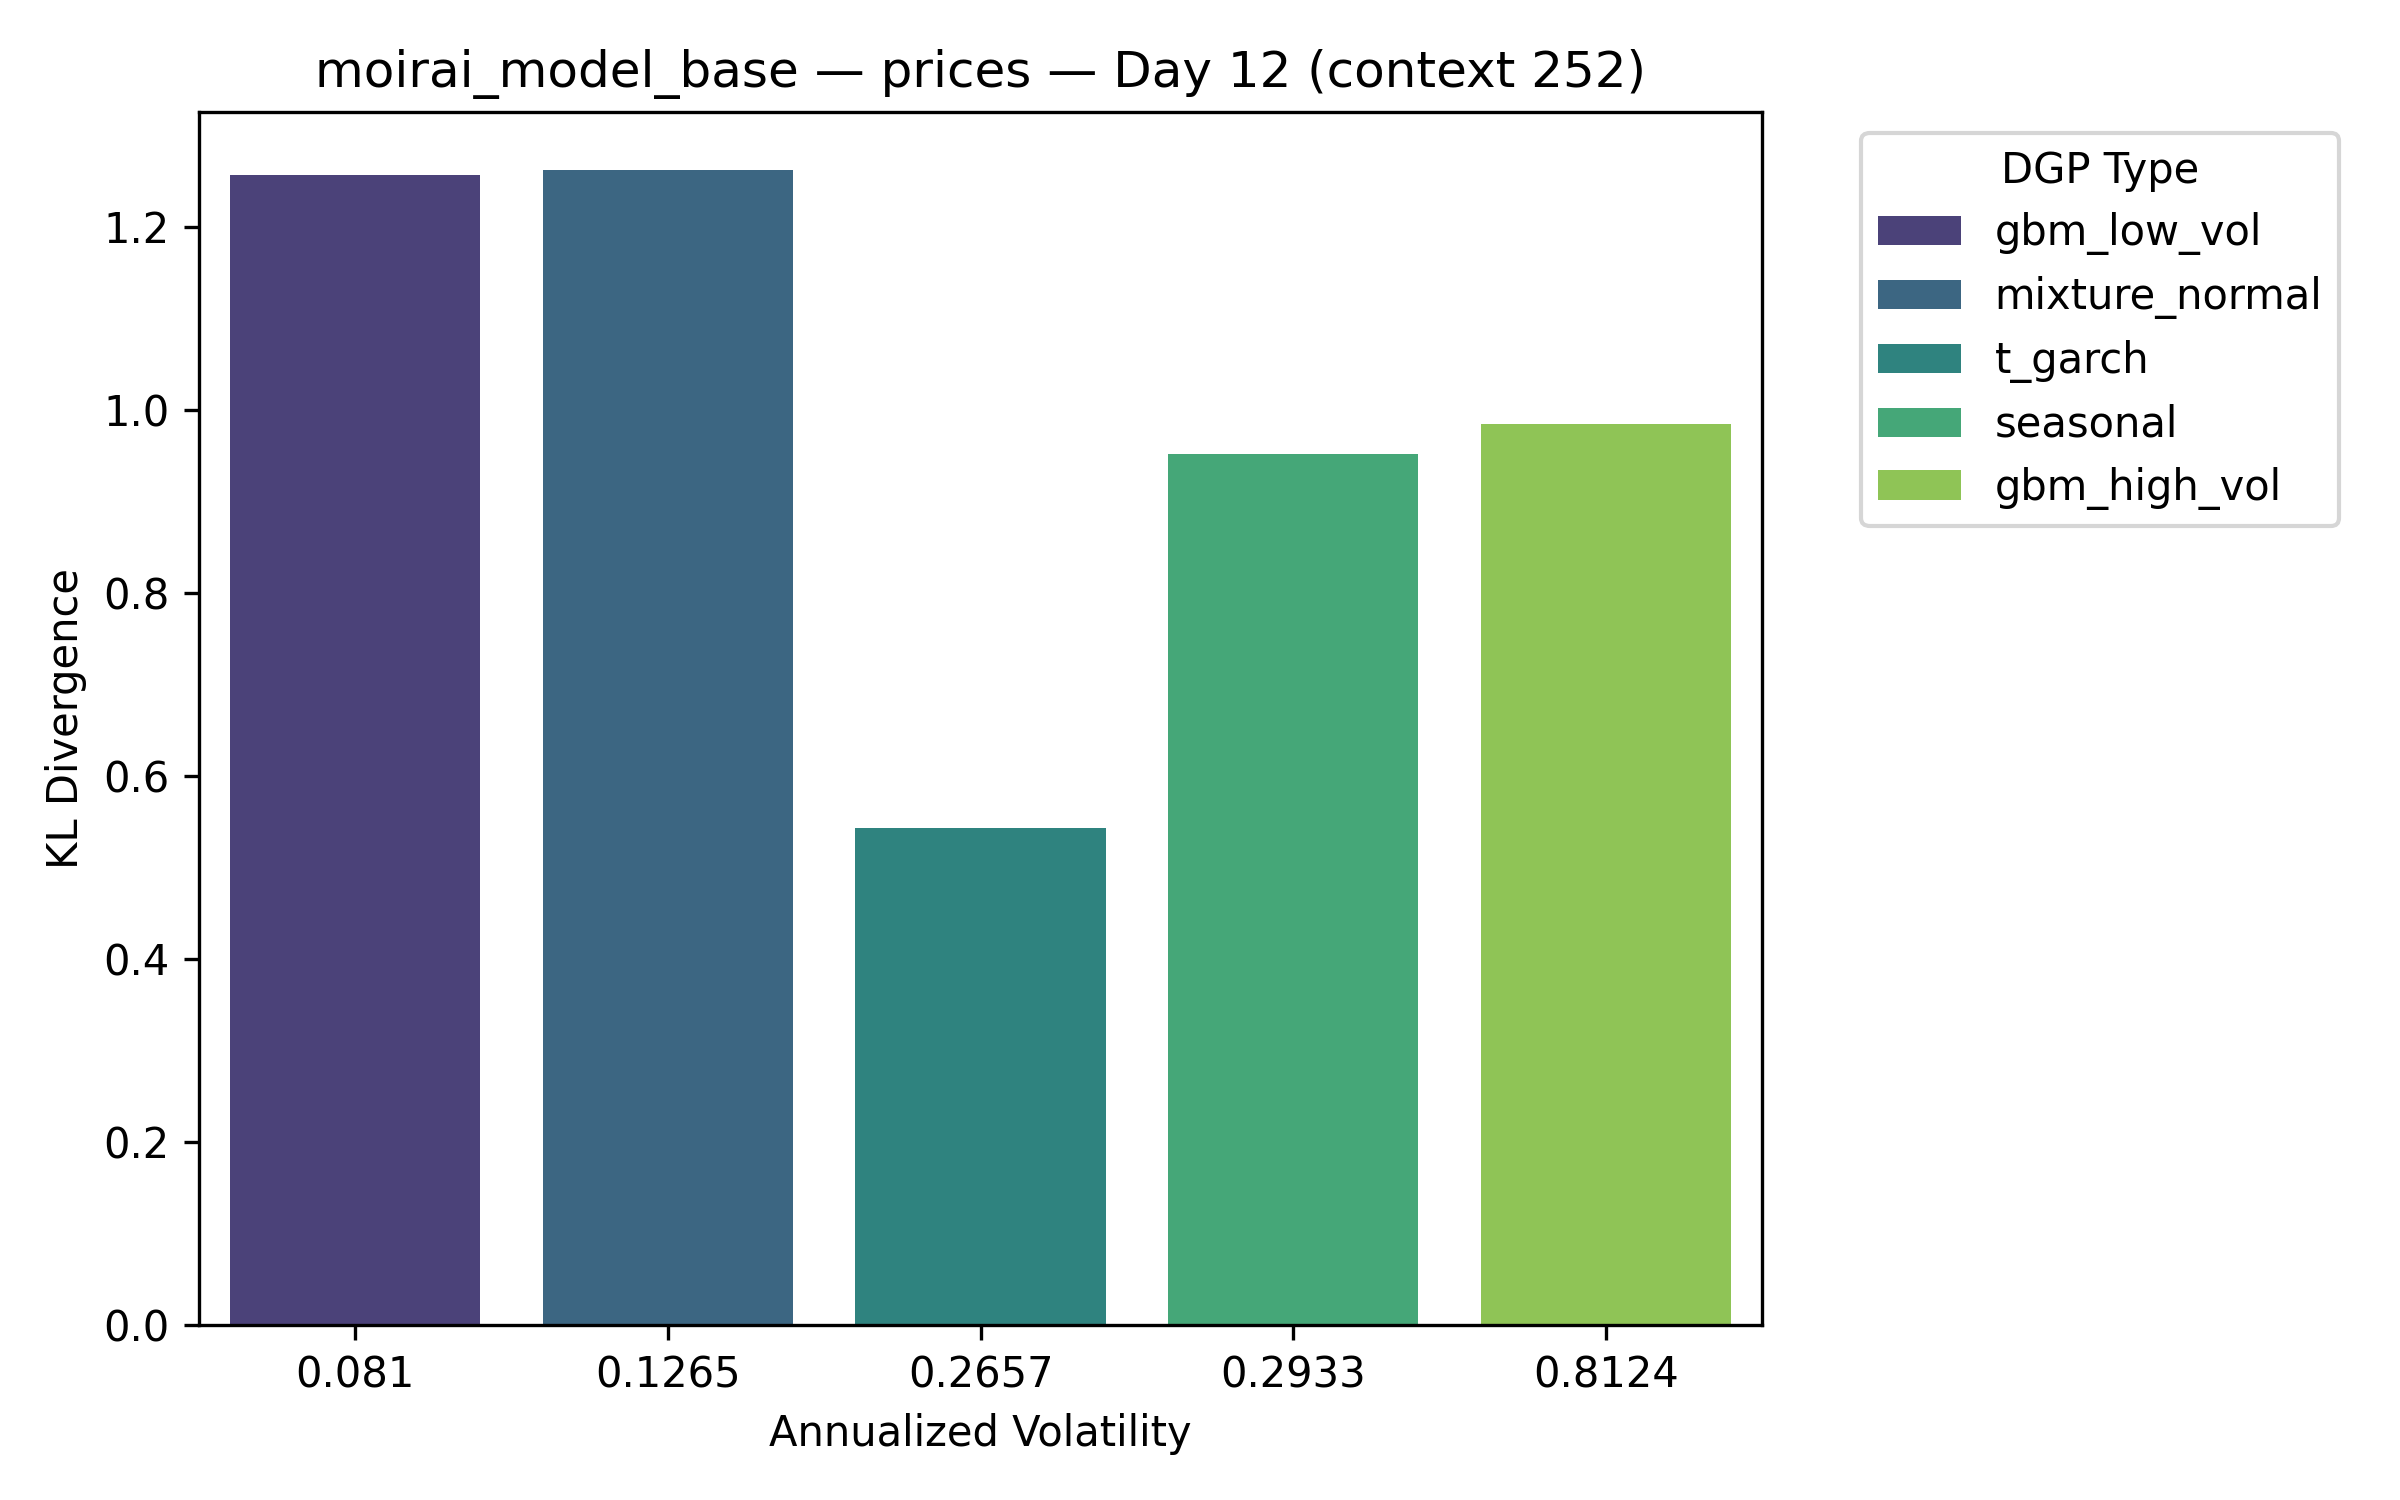 moirai_model_base — prices — Day 12 (context 252)
DGP Type
gbm_low_vol
mixture_normal
t_garch
seasonal
gbm_high_vol
KL Divergence
1.2
1.0
0.8
0.6
0.4
0.2
0.0
0.081 0.1265 0.2657 0.2933 0.8124
Annualized Volatility